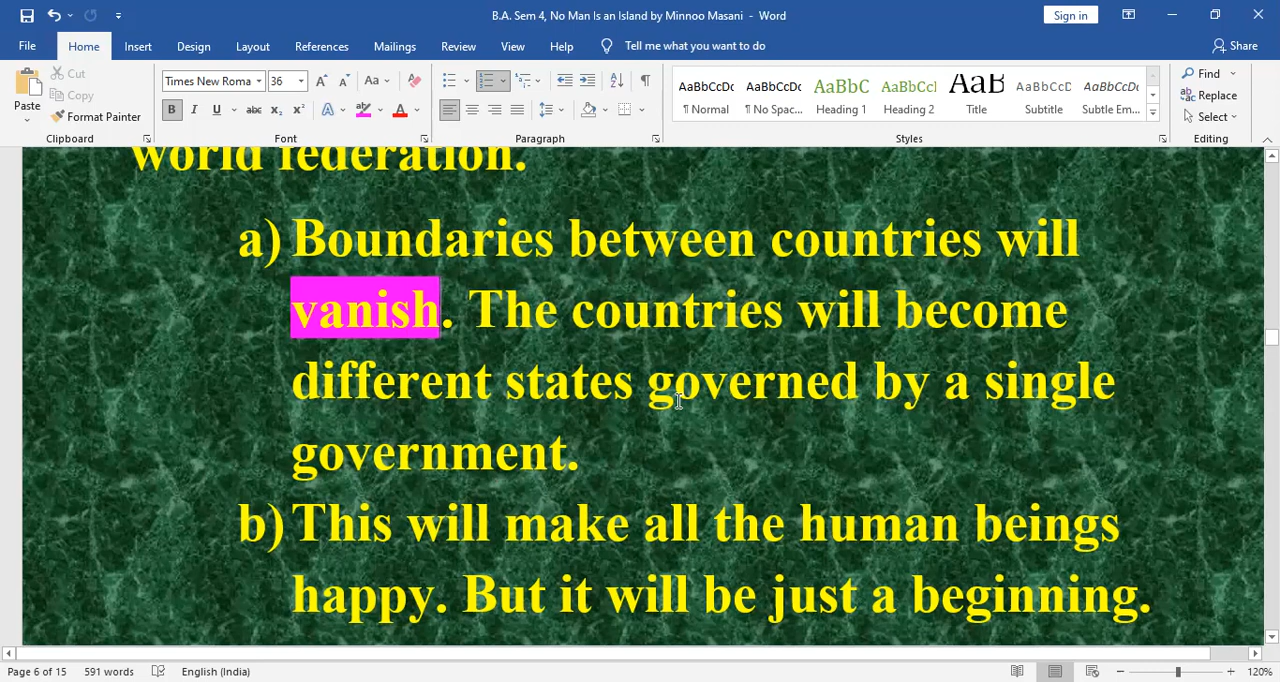 B.A. Sem 4, No Man Is an Island by Minnoo Masani - Word
Sign in
File Home Insert Design Layout References Mailings Review View Help Tell me what you want to do Share
Paste Cut Copy Format Painter Clipboard
Times New Roma 36 Aa B I U abc x₂ x² A A Font
Paragraph
AaBbCcDc AaBbCcDc AaBbC AaBbCcl AaB AaBbCcD AaBbCcDc
¶ Normal ¶ No Spac... Heading 1 Heading 2 Title Subtitle Subtle Em...
Styles
Find Replace Select Editing
world federation.
a) Boundaries between countries will
vanish. The countries will become
different states governed by a single
government.
b) This will make all the human beings
happy. But it will be just a beginning.
Page 6 of 15 591 words English (India) 120%